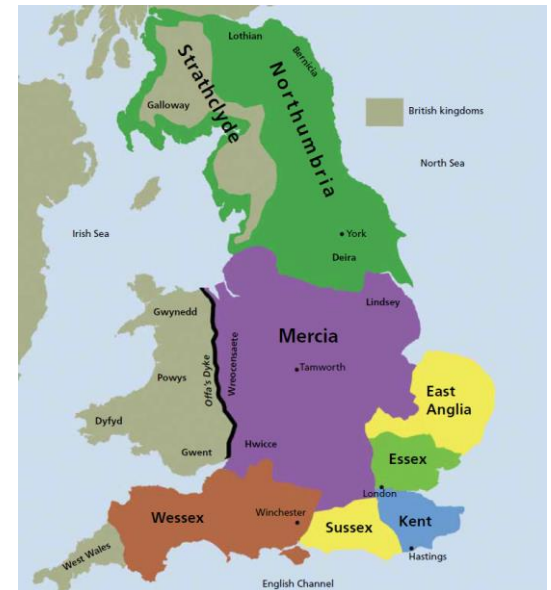 Lothian
Bernicia
Strathclyde
Northumbria
Galloway
British kingdoms
North Sea
Irish Sea
York
Deira
Lindsey
Gwynedd
Offa's Dyke
Wreocensaete
Mercia
Tamworth
Powys
East
Anglia
Dyfyd
Gwent
Hwicce
Essex
London
Wessex
Winchester
Sussex
Kent
West Wales
Hastings
English Channel